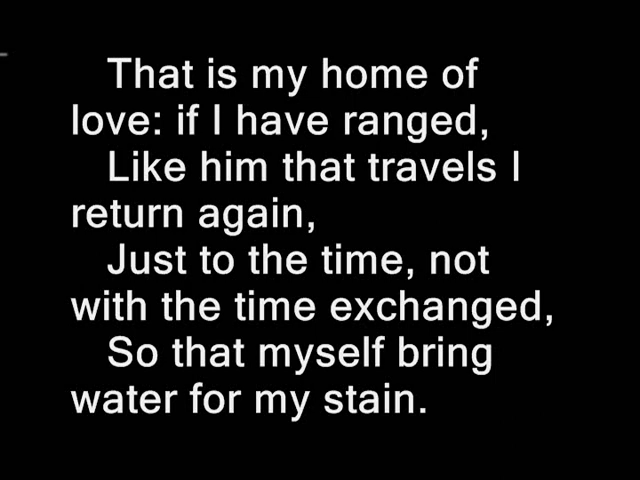 That is my home of
love: if I have ranged,
Like him that travels I
return again,
Just to the time, not
with the time exchanged,
So that myself bring
water for my stain.